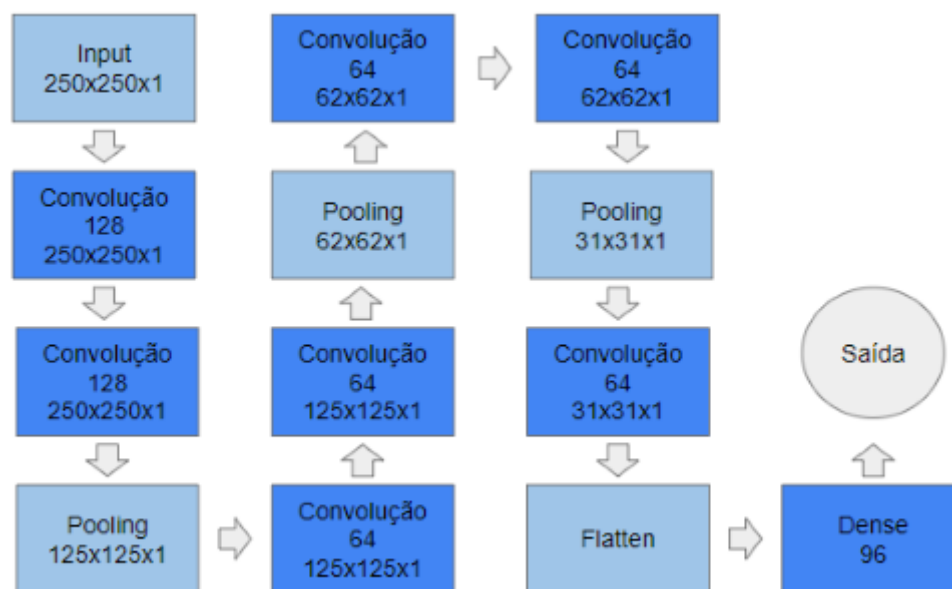 Input
250x250x1
Convolução
128
250x250x1
Convolução
128
250x250x1
Pooling
125x125x1
Convolução
64
125x125x1
Convolução
64
125x125x1
Pooling
62x62x1
Convolução
64
62x62x1
Convolução
64
62x62x1
Pooling
31x31x1
Convolução
64
31x31x1
Flatten
Dense
96
Saída